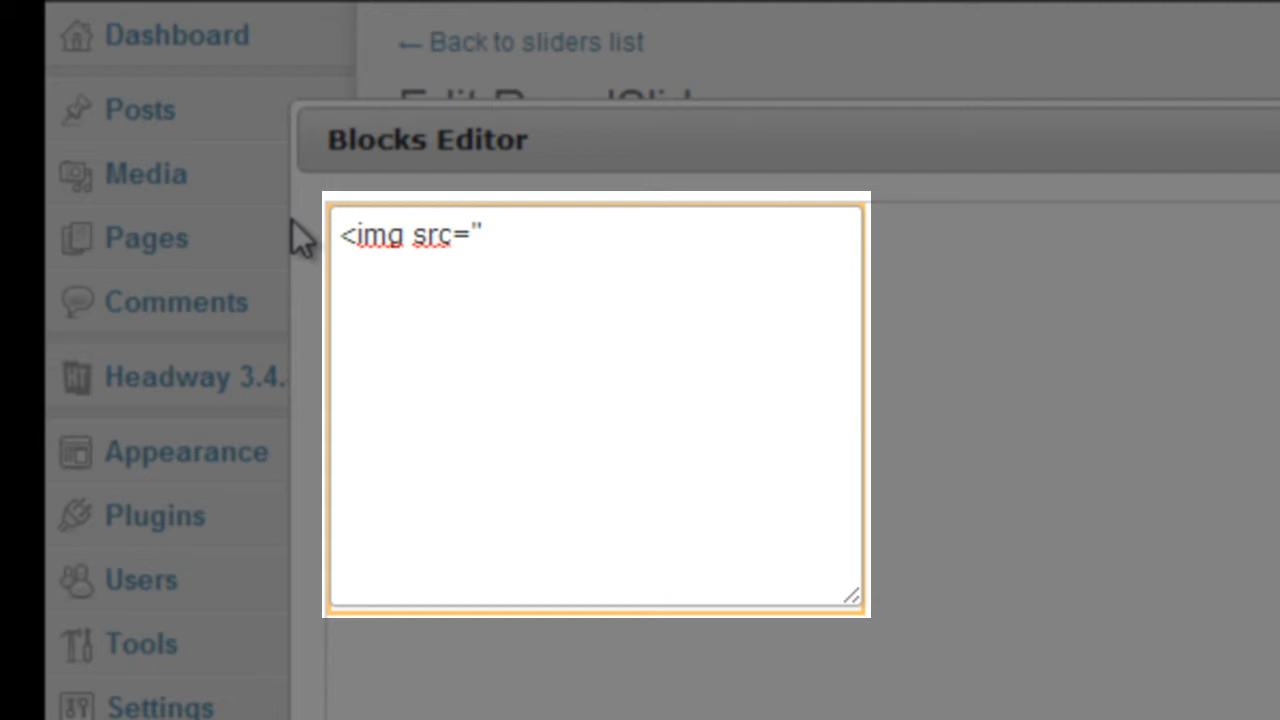 Dashboard
← Back to sliders list
Posts
Blocks Editor
Media
<img src="
Pages
Comments
Headway 3.4.
Appearance
Plugins
Users
Tools
Settings